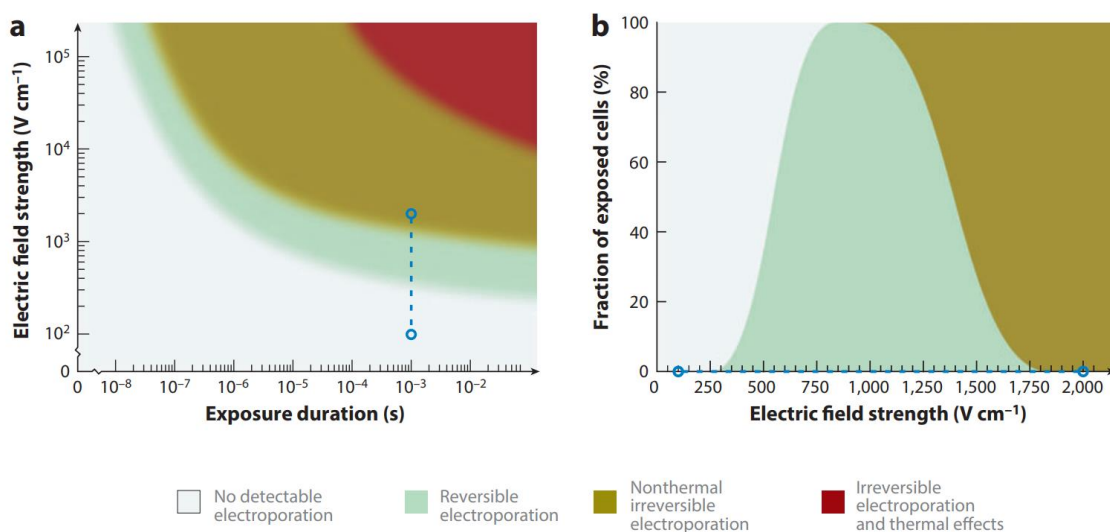 a
Electric field strength (V cm⁻¹)
10⁵
10⁴
10³
10²
0
0 10⁻⁸ 10⁻⁷ 10⁻⁶ 10⁻⁵ 10⁻⁴ 10⁻³ 10⁻²
Exposure duration (s)
b
Fraction of exposed cells (%)
100
80
60
40
20
0
0 250 500 750 1,000 1,250 1,500 1,750 2,000
Electric field strength (V cm⁻¹)
No detectable
electroporation
Reversible
electroporation
Nonthermal
irreversible
electroporation
Irreversible
electroporation
and thermal effects